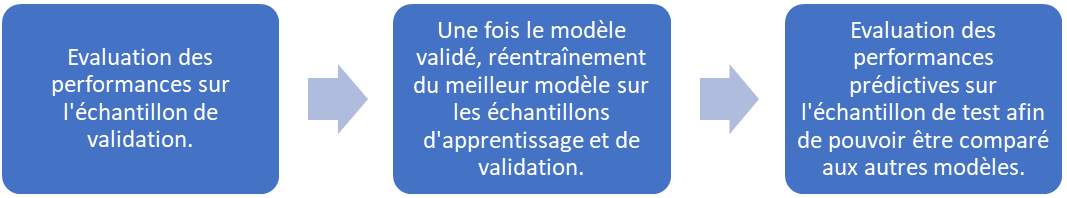 Evaluation des
performances sur
l'échantillon de
validation.
Une fois le modèle
validé, réentraînement
du meilleur modèle sur
les échantillons
d'apprentissage et de
validation.
Evaluation des
performances
prédictives sur
l'échantillon de test afin
de pouvoir être comparé
aux autres modèles.